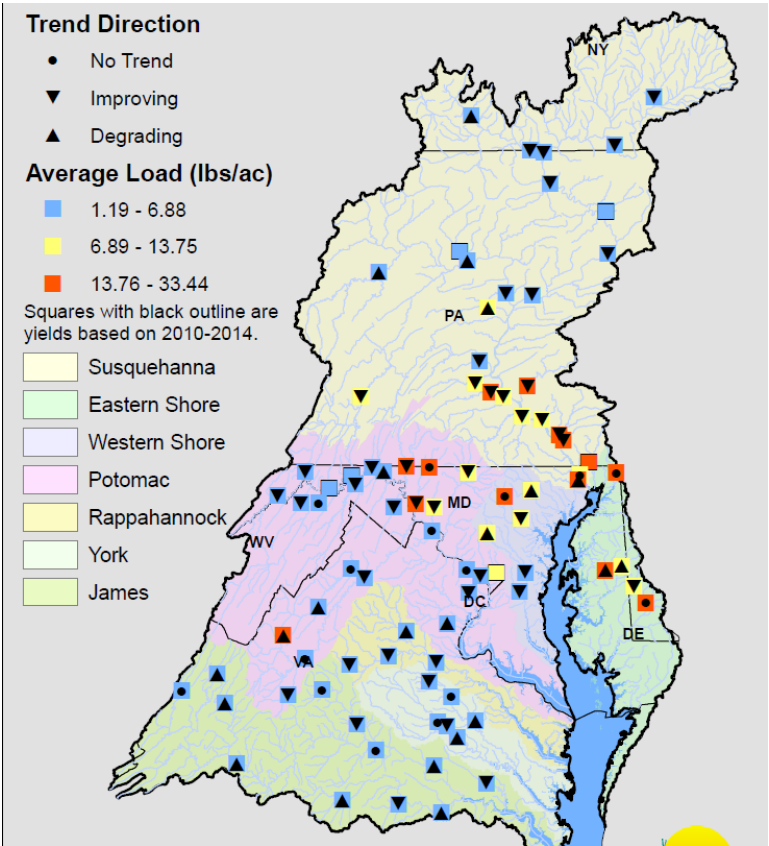 Trend Direction
No Trend
Improving
Degrading
Average Load (lbs/ac)
1.19 - 6.88
6.89 - 13.75
13.76 - 33.44
Squares with black outline are
yields based on 2010-2014.
Susquehanna
Eastern Shore
Western Shore
Potomac
Rappahannock
York
James
NY
PA
MD
WV
DC
DE
VA